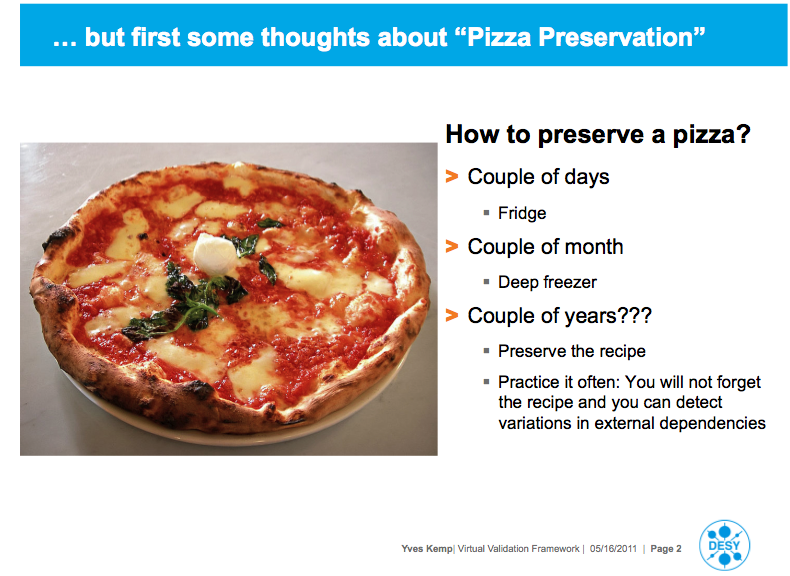 … but first some thoughts about “Pizza Preservation”
How to preserve a pizza?
> Couple of days
▪ Fridge
> Couple of month
▪ Deep freezer
> Couple of years???
▪ Preserve the recipe
▪ Practice it often: You will not forget
the recipe and you can detect
variations in external dependencies
Yves Kemp| Virtual Validation Framework | 05/16/2011 | Page 2
DESY